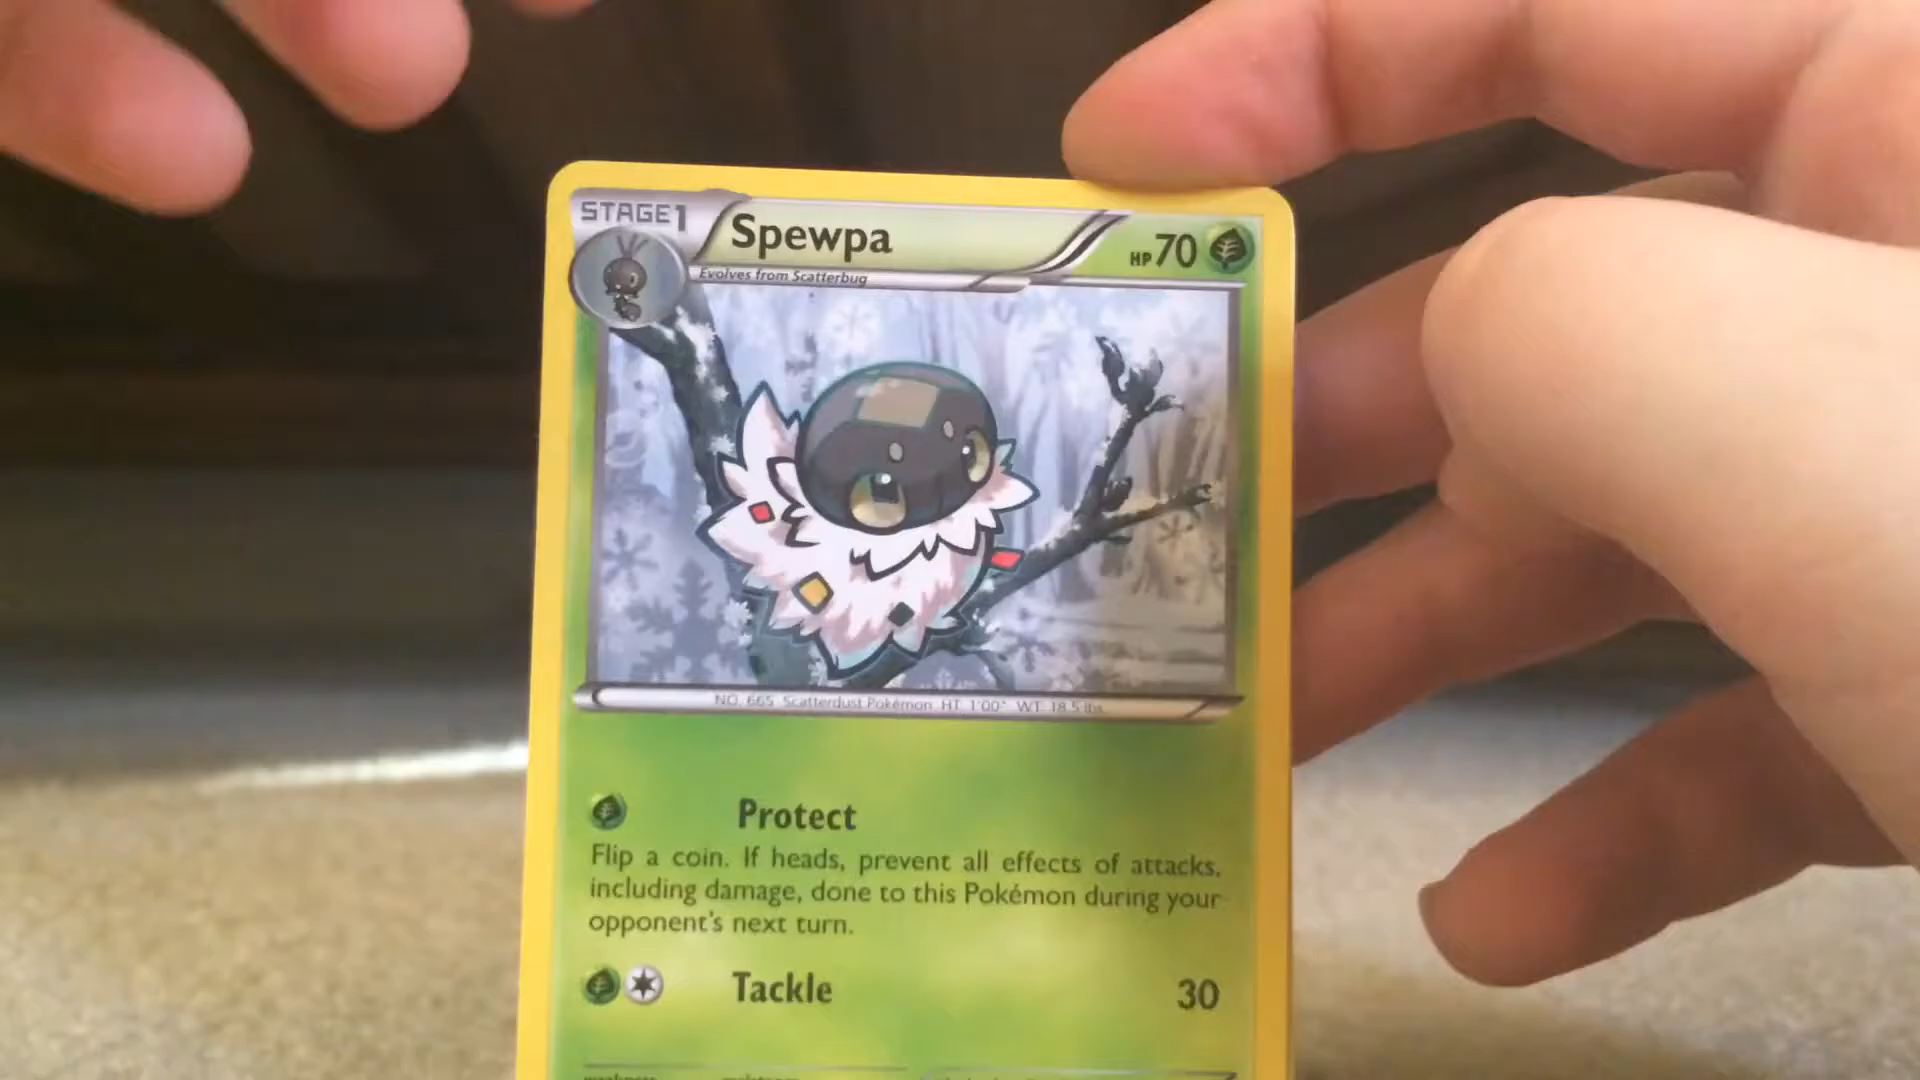 STAGE1
Spewpa
HP 70
Evolves from Scatterbug
NO. 665 Scatterdust Pokémon HT 1'00" WT 18.5 lbs.
Protect
Flip a coin. If heads, prevent all effects of attacks,
including damage, done to this Pokémon during your
opponent's next turn.
Tackle 30